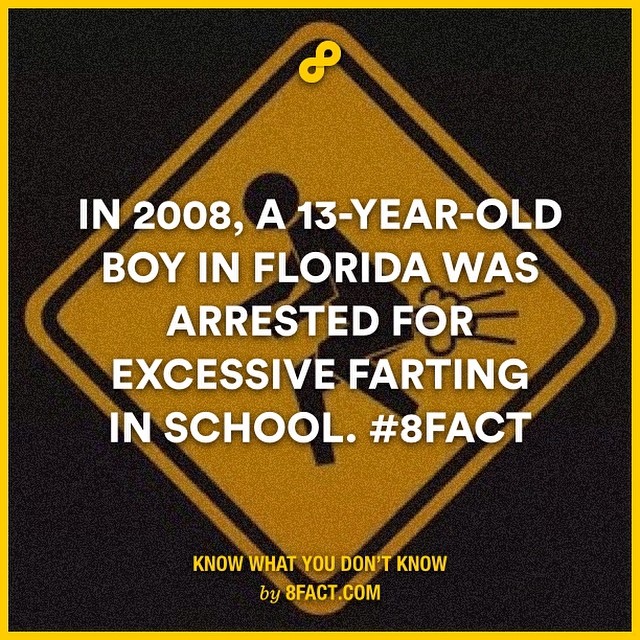 IN 2008, A 13-YEAR-OLD
BOY IN FLORIDA WAS
ARRESTED FOR
EXCESSIVE FARTING
IN SCHOOL. #8FACT
KNOW WHAT YOU DON'T KNOW
by 8FACT.COM